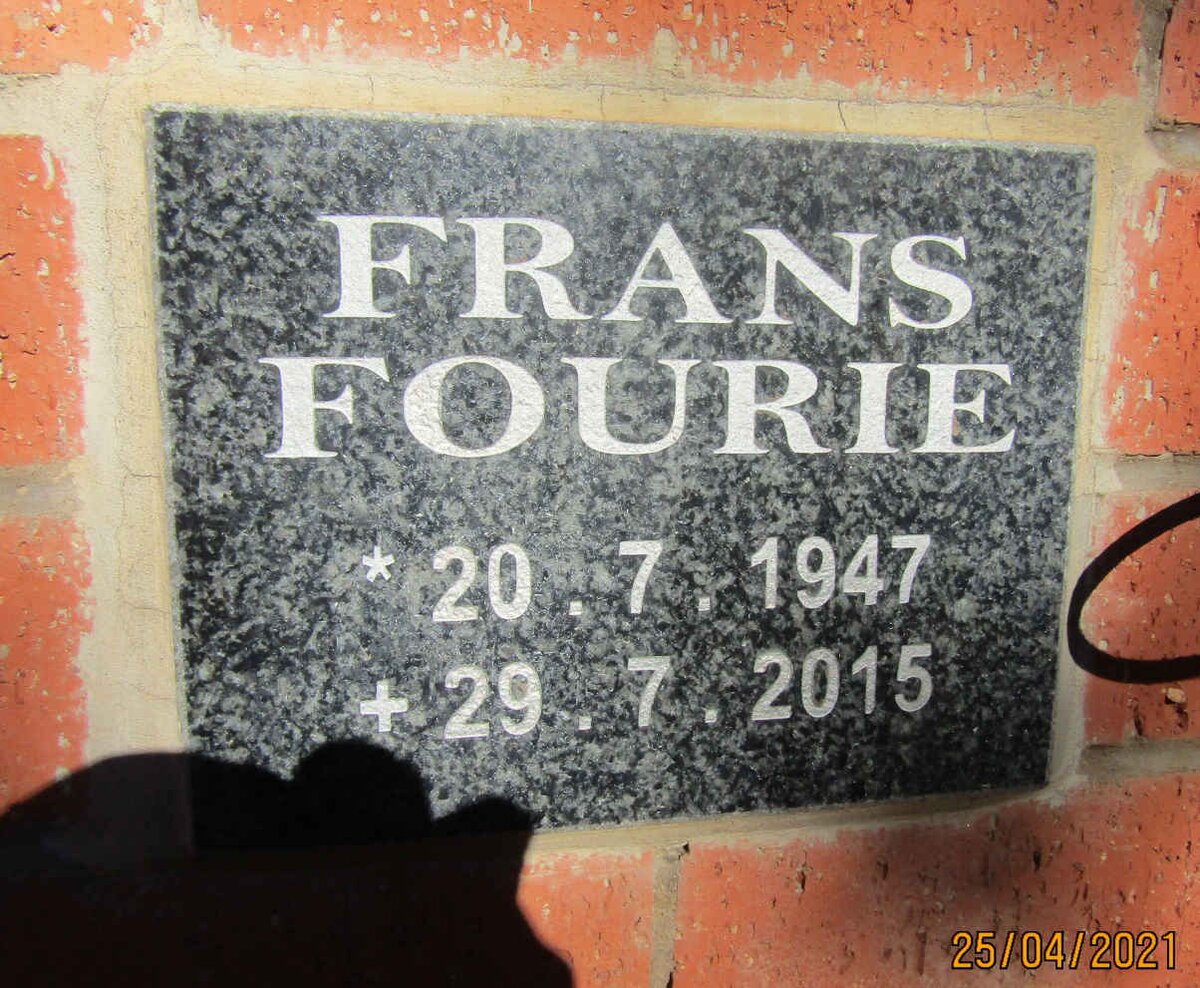 FRANS
FOURIE
* 20 . 7 . 1947
+ 29 . 7 . 2015
25/04/2021